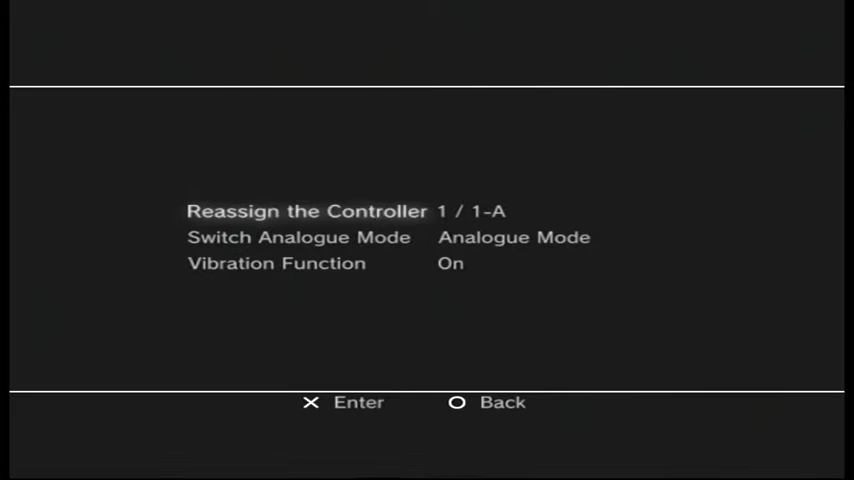 Reassign the Controller 1 / 1-A
Switch Analogue Mode Analogue Mode
Vibration Function On
Enter Back